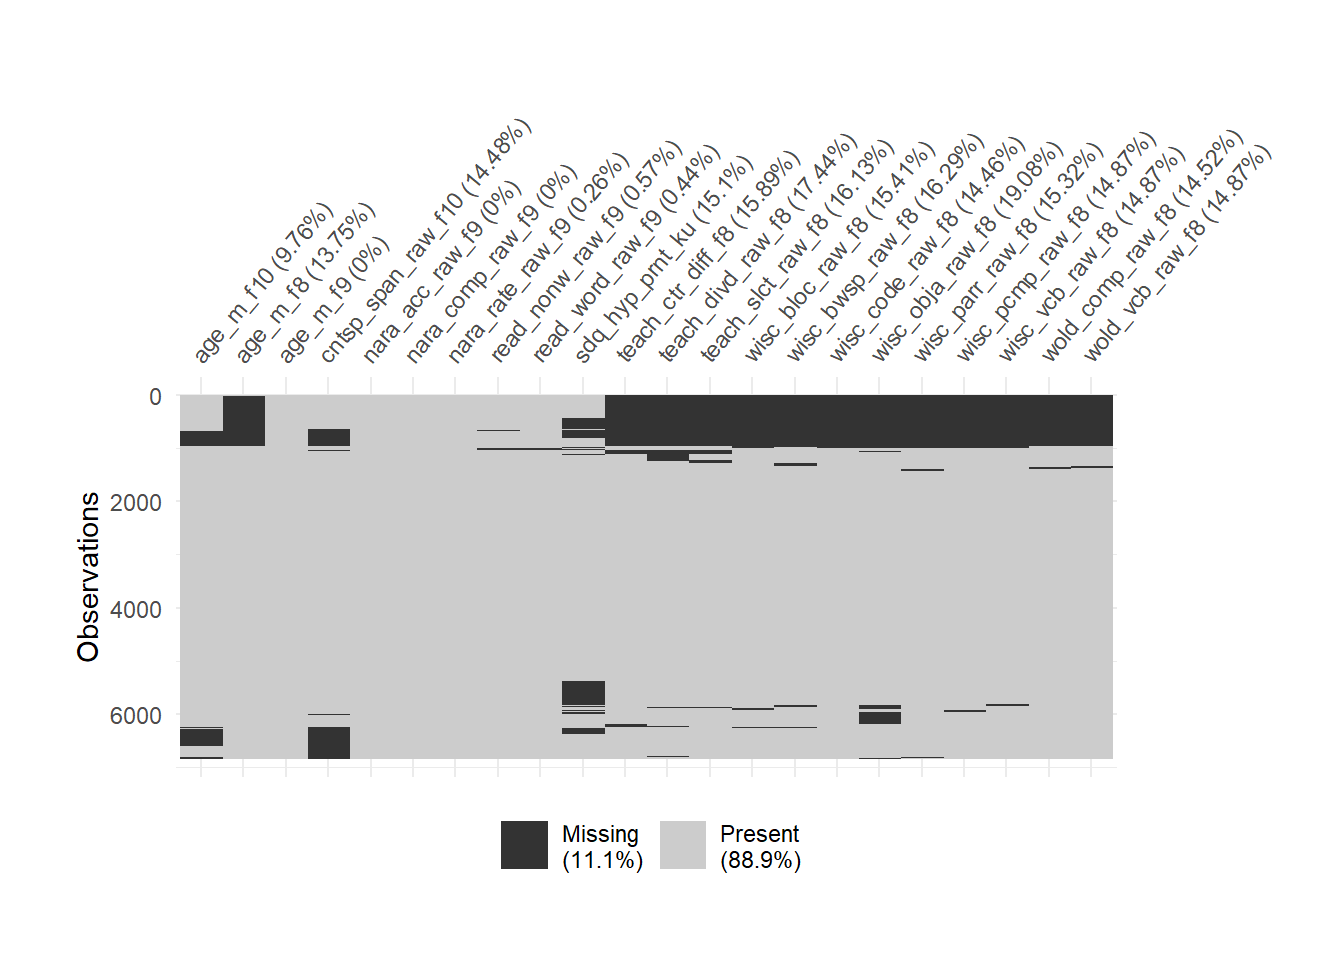 age_m_f10 (9.76%)
age_m_f8 (13.75%)
age_m_f9 (0%)
cntsp_span_raw_f10 (14.48%)
nara_acc_raw_f9 (0%)
nara_comp_raw_f9 (0%)
nara_rate_raw_f9 (0.26%)
read_nonw_raw_f9 (0.57%)
read_word_raw_f9 (0.44%)
sdq_hyp_prnt_ku (15.1%)
teach_ctr_diff_f8 (15.89%)
teach_divd_raw_f8 (17.44%)
teach_slct_raw_f8 (16.13%)
wisc_bloc_raw_f8 (15.41%)
wisc_bwsp_raw_f8 (16.29%)
wisc_code_raw_f8 (14.46%)
wisc_obja_raw_f8 (19.08%)
wisc_parr_raw_f8 (15.32%)
wisc_pcmp_raw_f8 (14.87%)
wisc_vcb_raw_f8 (14.87%)
wold_comp_raw_f8 (14.52%)
wold_vcb_raw_f8 (14.87%)
0
2000
4000
6000
Observations
Missing
(11.1%)
Present
(88.9%)